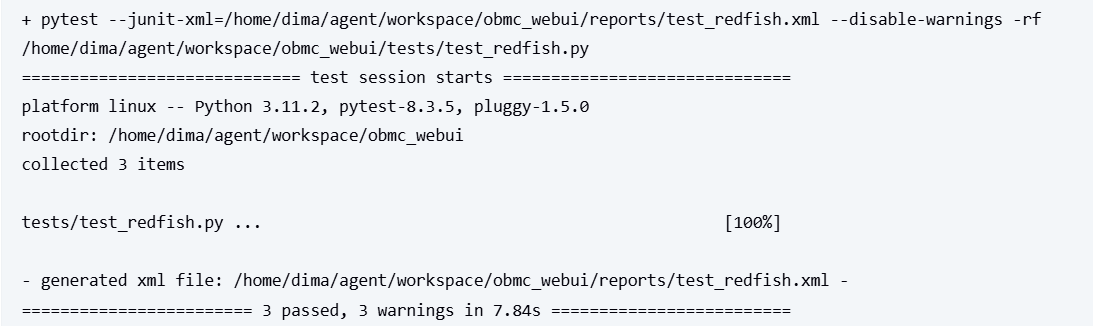 + pytest --junit-xml=/home/dima/agent/workspace/obmc_webui/reports/test_redfish.xml --disable-warnings -rf
/home/dima/agent/workspace/obmc_webui/tests/test_redfish.py
============================= test session starts ==============================
platform linux -- Python 3.11.2, pytest-8.3.5, pluggy-1.5.0
rootdir: /home/dima/agent/workspace/obmc_webui
collected 3 items
tests/test_redfish.py ... [100%]
- generated xml file: /home/dima/agent/workspace/obmc_webui/reports/test_redfish.xml -
======================== 3 passed, 3 warnings in 7.84s =========================